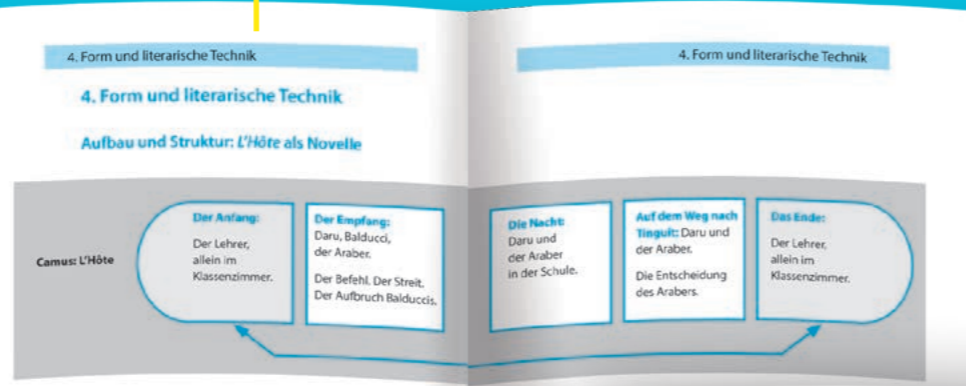 4. Form und literarische Technik
4. Form und literarische Technik
Aufbau und Struktur: L'Hôte als Novelle
Camus: L'Hôte
Der Anfang:
Der Lehrer,
allein im
Klassenzimmer.
Der Empfang:
Daru, Balducci,
der Araber.
Der Befehl. Der Streit.
Der Aufbruch Balduccis.
4. Form und literarische Technik
Die Nacht:
Daru und
der Araber
in der Schule.
Auf dem Weg nach
Tinguit: Daru und
der Araber.
Die Entscheidung
des Arabers.
Das Ende:
Der Lehrer,
allein im
Klassenzimmer.